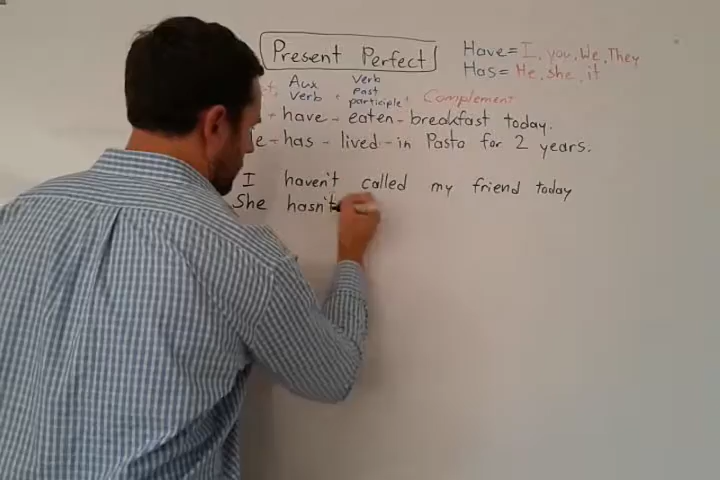 Present Perfect
Have = I, you, We, They
Has = He, she, it
Aux Verb + Verb Past participle + Complement
+ have - eaten - breakfast today.
- has - lived - in Pasto for 2 years.
I haven't called my friend today
She hasn't